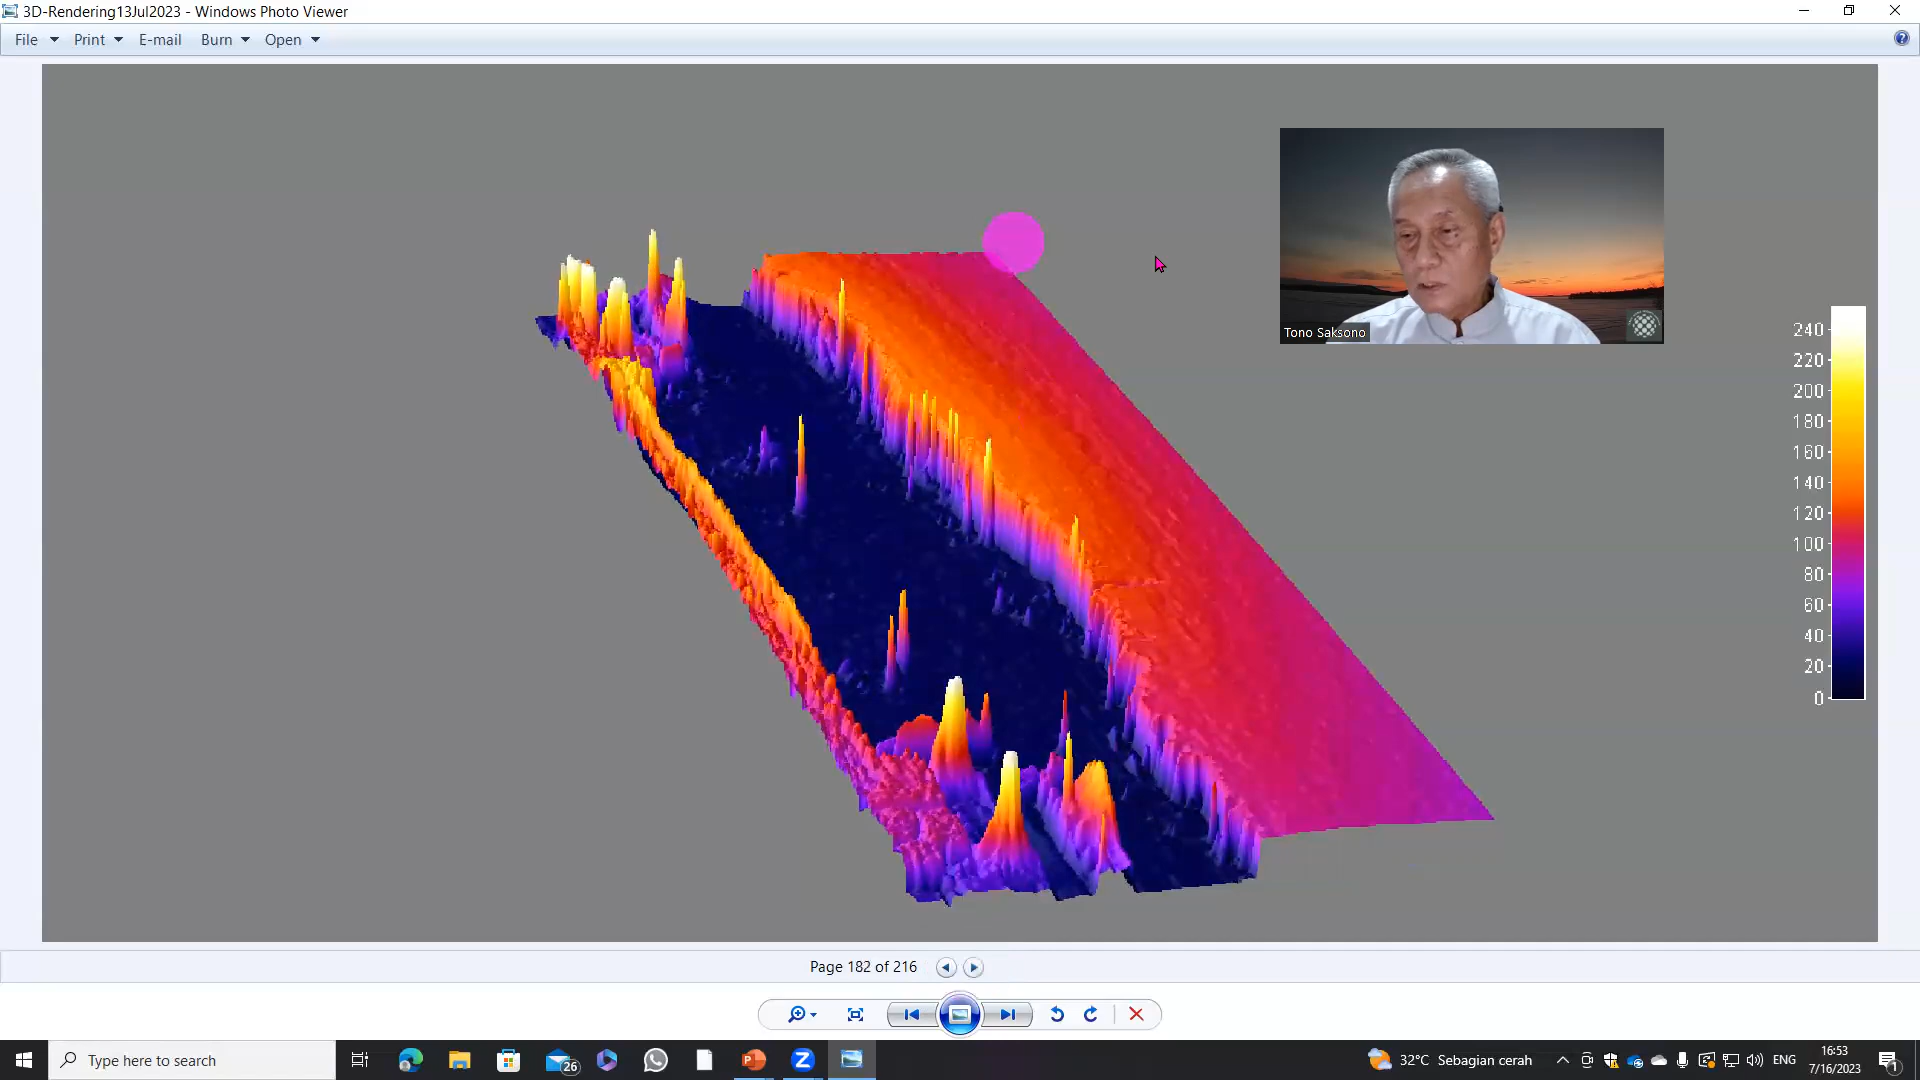 3D-Rendering13Jul2023 - Windows Photo Viewer
File Print E-mail Burn Open
Tono Saksono
240
220
200
180
160
140
120
100
80
60
40
20
0
Page 182 of 216
Type here to search
26
32°C Sebagian cerah
ENG
16:53
7/16/2023
1